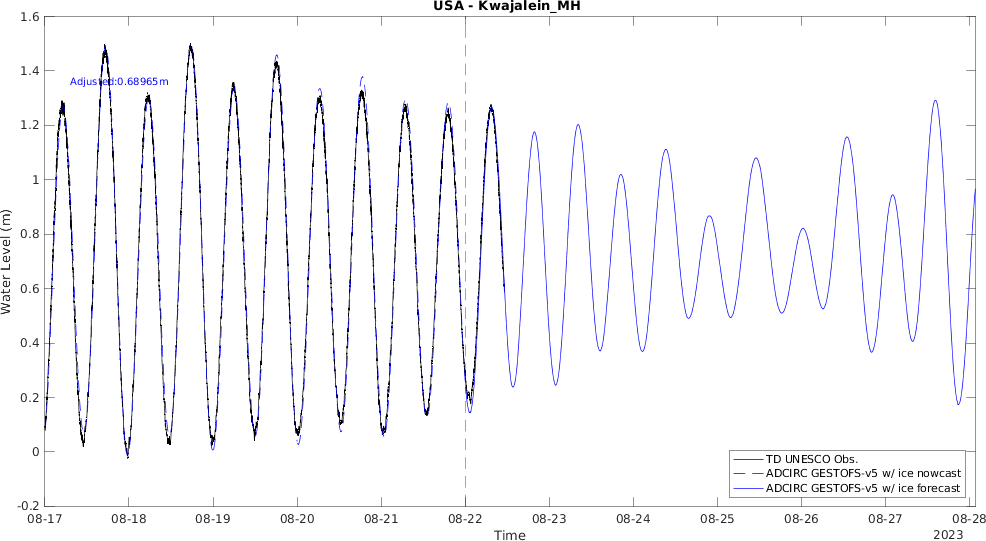 USA - Kwajalein_MH
1.6
1.4
1.2
1
0.8
0.6
0.4
0.2
0
-0.2
Water Level (m)
Adjusted:0.68965m
TD UNESCO Obs.
ADCIRC GESTOFS-v5 w/ ice nowcast
ADCIRC GESTOFS-v5 w/ ice forecast
08-17 08-18 08-19 08-20 08-21 08-22 08-23 08-24 08-25 08-26 08-27 08-28
Time
2023